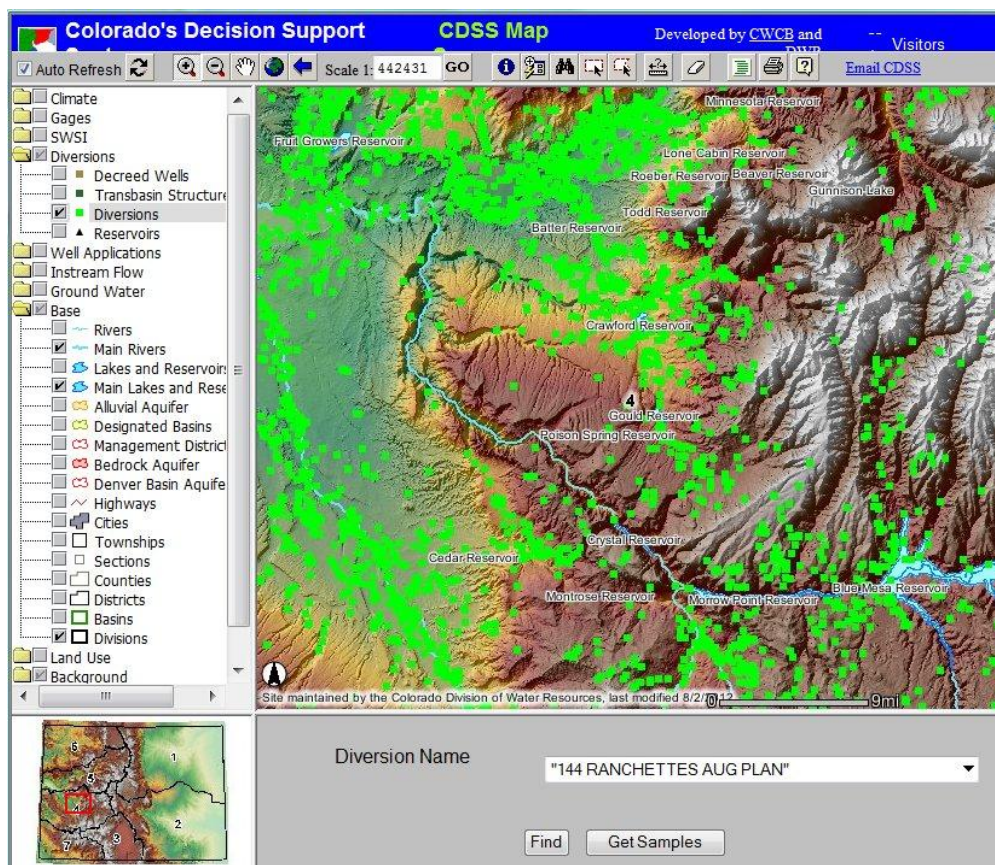 Colorado's Decision Support
CDSS Map
Developed by CWCB and
Visitors
Auto Refresh
Scale 1: 442431 GO
Email CDSS
Climate
Gages
SWSI
Diversions
Decreed Wells
Transbasin Structure
Diversions
Reservoirs
Well Applications
Instream Flow
Ground Water
Base
Rivers
Main Rivers
Lakes and Reservoirs
Main Lakes and Rese
Alluvial Aquifer
Designated Basins
Management District
Bedrock Aquifer
Denver Basin Aquife
Highways
Cities
Townships
Sections
Counties
Districts
Basins
Divisions
Land Use
Background
Minnesota Reservoir
Fruit Growers Reservoir
Lone Cabin Reservoir
Roeber Reservoir
Beaver Reservoir
Gunnison Lake
Todd Reservoir
Batter Reservoir
Crawford Reservoir
4
Gould Reservoir
Poison Spring Reservoir
Crystal Reservoir
Cedar Reservoir
Blue Mesa Reservoir
Montrose Reservoir
Morrow Point Reservoir
Site maintained by the Colorado Division of Water Resources, last modified 8/2/2012
0 9mi
6
1
5
4
2
3
7
Diversion Name
"144 RANCHETTES AUG PLAN"
Find
Get Samples